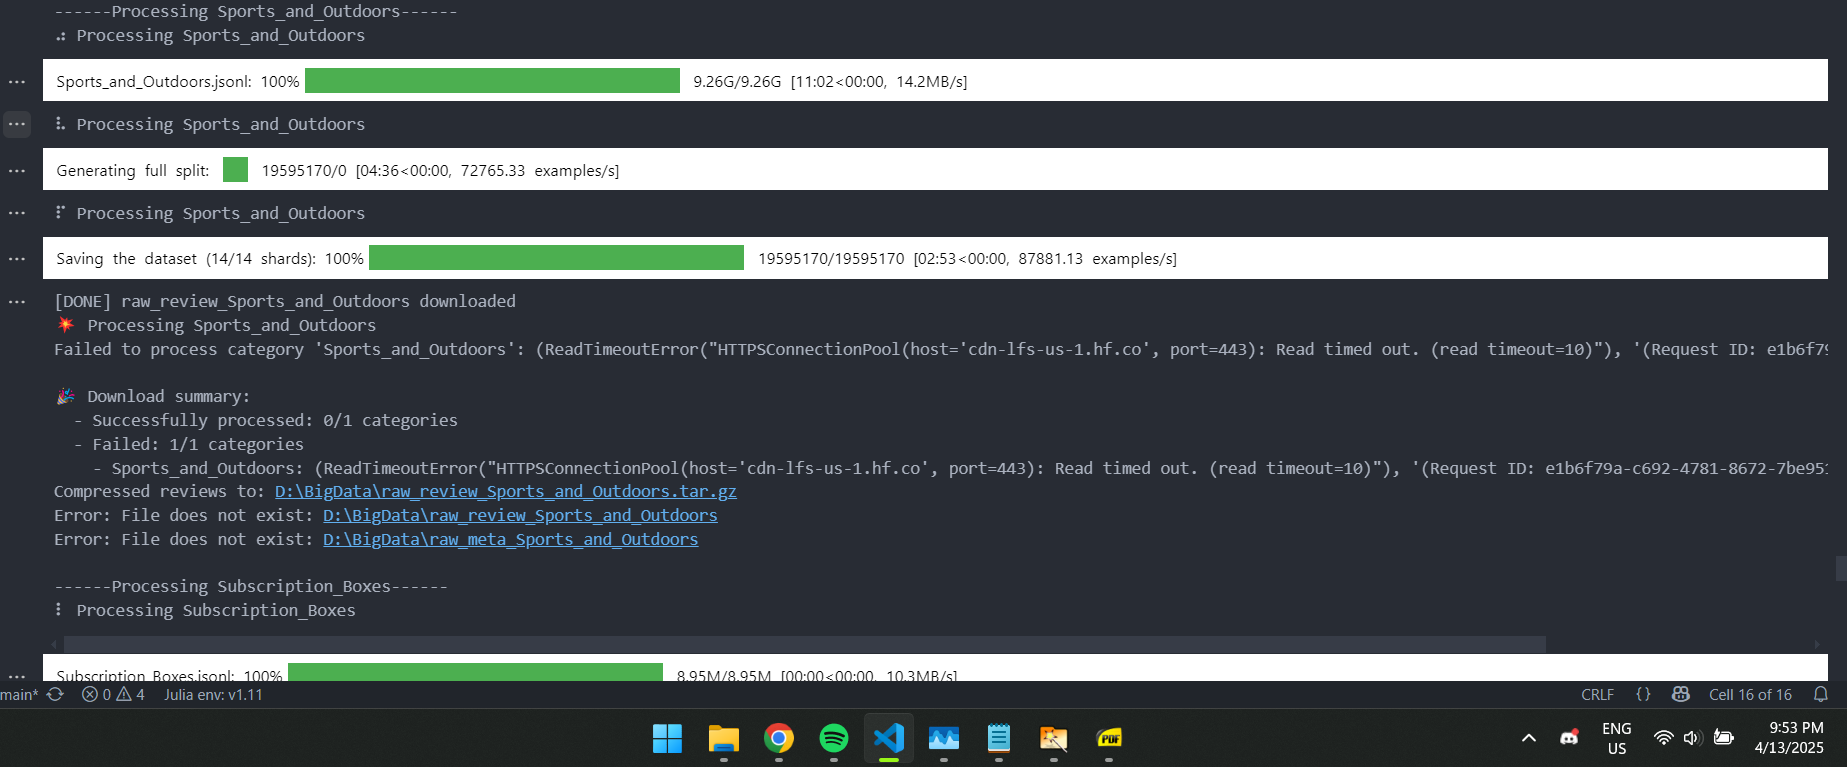 ------Processing Sports_and_Outdoors------
Processing Sports_and_Outdoors
Sports_and_Outdoors.jsonl: 100% 9.26G/9.26G [11:02<00:00, 14.2MB/s]
Processing Sports_and_Outdoors
Generating full split: 19595170/0 [04:36<00:00, 72765.33 examples/s]
Processing Sports_and_Outdoors
Saving the dataset (14/14 shards): 100% 19595170/19595170 [02:53<00:00, 87881.13 examples/s]
[DONE] raw_review_Sports_and_Outdoors downloaded
💥 Processing Sports_and_Outdoors
Failed to process category 'Sports_and_Outdoors': (ReadTimeoutError("HTTPSConnectionPool(host='cdn-lfs-us-1.hf.co', port=443): Read timed out. (read timeout=10)"), '(Request ID: e1b6f79
🎉 Download summary:
- Successfully processed: 0/1 categories
- Failed: 1/1 categories
- Sports_and_Outdoors: (ReadTimeoutError("HTTPSConnectionPool(host='cdn-lfs-us-1.hf.co', port=443): Read timed out. (read timeout=10)"), '(Request ID: e1b6f79a-c692-4781-8672-7be951
Compressed reviews to: D:\BigData\raw_review_Sports_and_Outdoors.tar.gz
Error: File does not exist: D:\BigData\raw_review_Sports_and_Outdoors
Error: File does not exist: D:\BigData\raw_meta_Sports_and_Outdoors
------Processing Subscription_Boxes------
Processing Subscription_Boxes
Subscription_Boxes.jsonl: 100% 8.95M/8.95M [00:00<00:00, 10.3MB/s]
main* 0 4 Julia env: v1.11 CRLF {} Cell 16 of 16
PDF
ENG
US
9:53 PM
4/13/2025